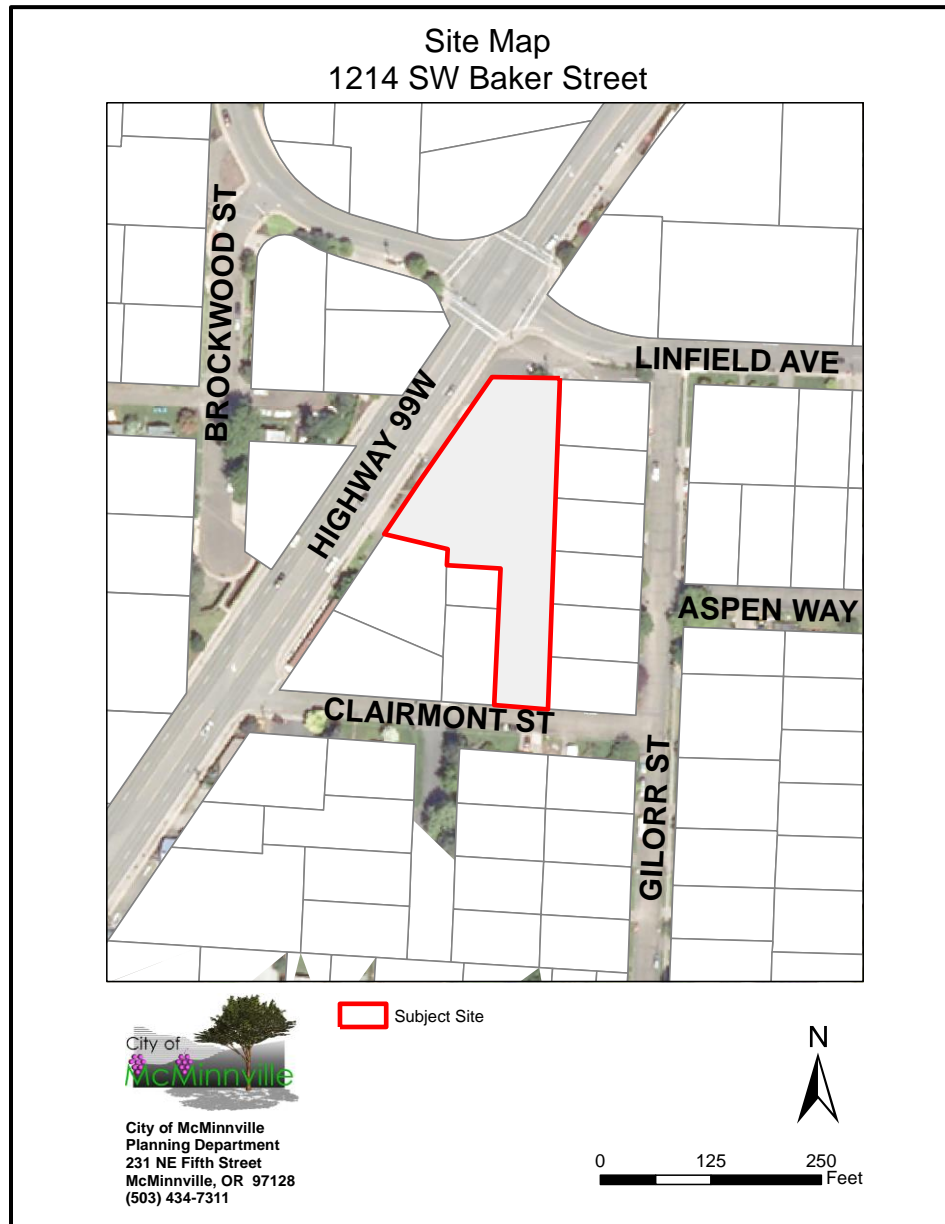 Site Map
1214 SW Baker Street
BROCKWOOD ST
HIGHWAY 99W
LINFIELD AVE
ASPEN WAY
CLAIRMONT ST
GILORR ST
City of
McMinnville
Subject Site
N
City of McMinnville
Planning Department
231 NE Fifth Street
McMinnville, OR 97128
(503) 434-7311
0 125 250
Feet